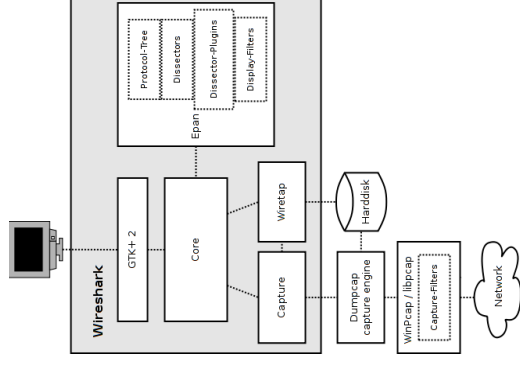 Wireshark
GTK+ 2
Core
Epan
Protocol-Tree
Dissectors
Dissector-Plugins
Display-Filters
Wiretap
Capture
Harddisk
Dumpcap
capture engine
WinPcap / libpcap
Capture-Filters
Network